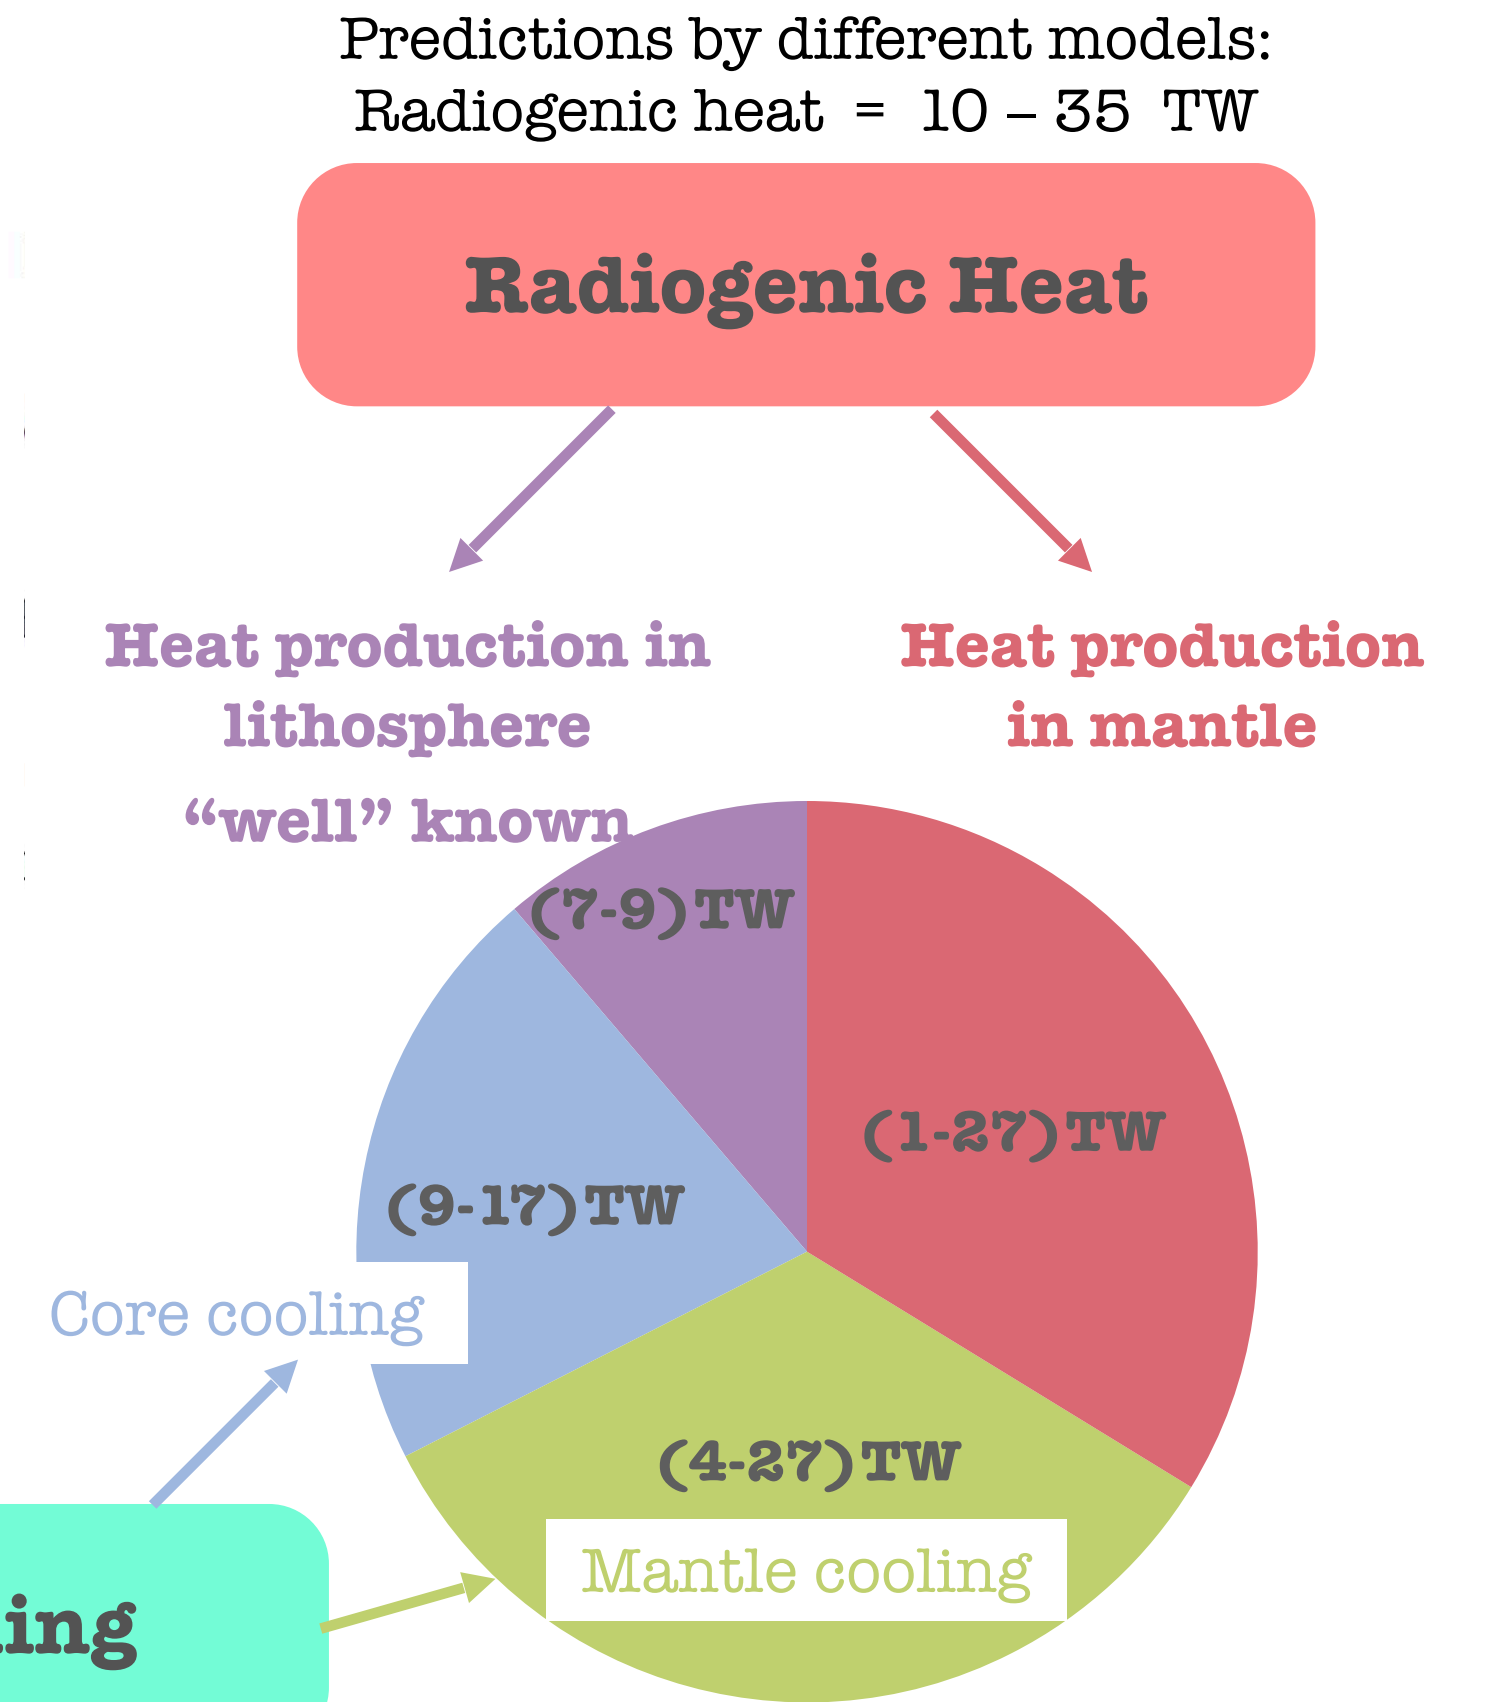 Predictions by different models:
Radiogenic heat = 10 – 35 TW
Radiogenic Heat
Heat production in
lithosphere
“well” known
Heat production
in mantle
(7-9)TW
(1-27)TW
(9-17)TW
Core cooling
(4-27)TW
Mantle cooling